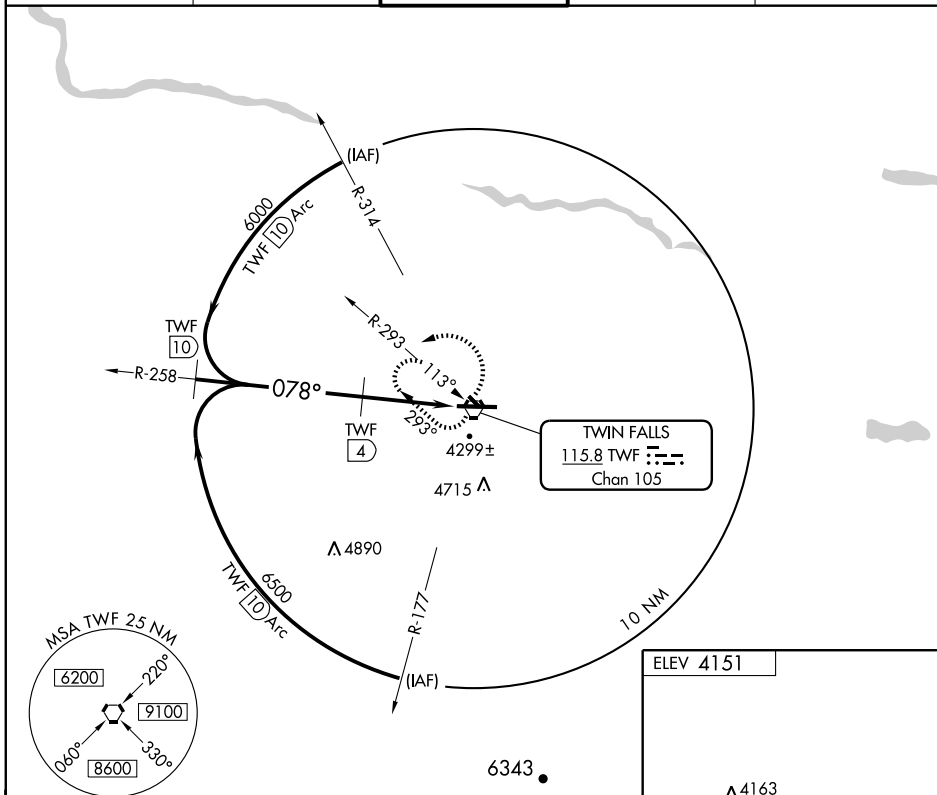 (IAF)
R-314
6000
TWF 10 Arc
TWF
10
R-258
078°
R-293
113°
293°
TWF
4
4299±
4715
4890
TWIN FALLS
115.8 TWF
Chan 105
6500
TWF 10 Arc
R-177
(IAF)
10 NM
MSA TWF 25 NM
6200
220°
9100
060°
330°
8600
6343
ELEV 4151
4163